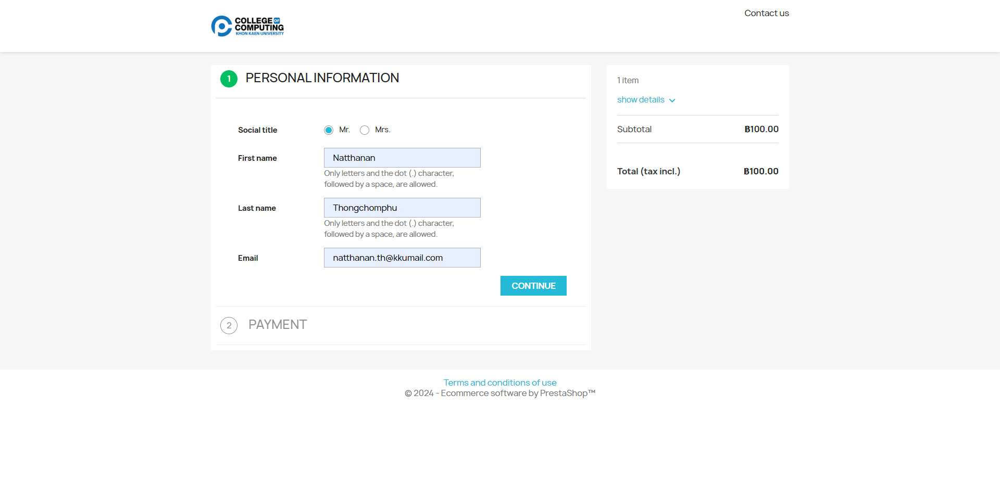 COLLEGE OF
COMPUTING
KHON KAEN UNIVERSITY
Contact us
1 PERSONAL INFORMATION
Social title Mr. Mrs.
First name Natthanan
Only letters and the dot (.) character,
followed by a space, are allowed.
Last name Thongchomphu
Only letters and the dot (.) character,
followed by a space, are allowed.
Email natthanan.th@kkumail.com
CONTINUE
2 PAYMENT
1 item
show details
Subtotal ฿100.00
Total (tax incl.) ฿100.00
Terms and conditions of use
© 2024 - Ecommerce software by PrestaShop™